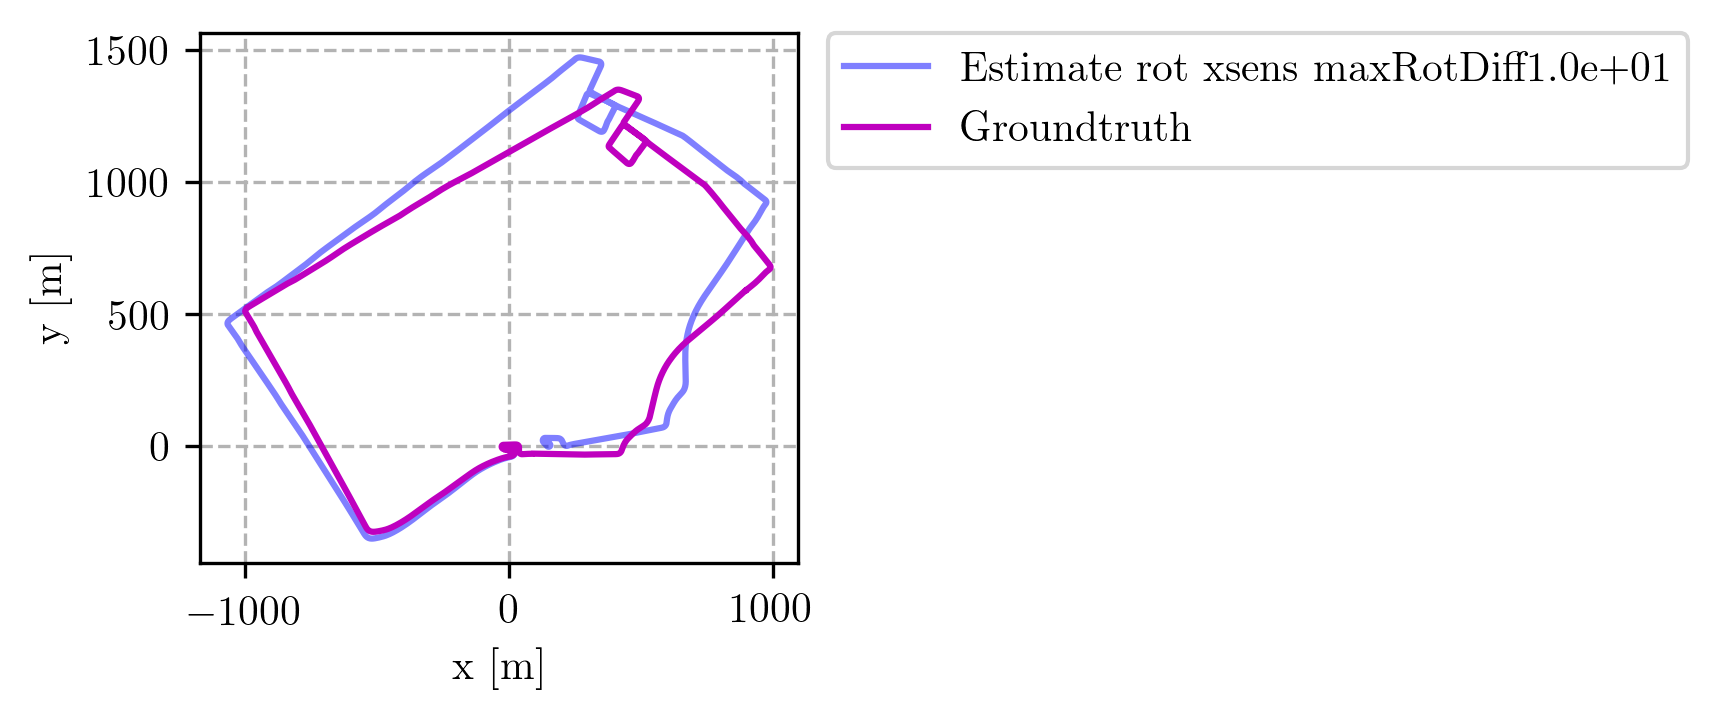 1500
1000
500
0
y [m]
−1000
0
1000
x [m]
Estimate rot xsens maxRotDiff1.0e+01
Groundtruth